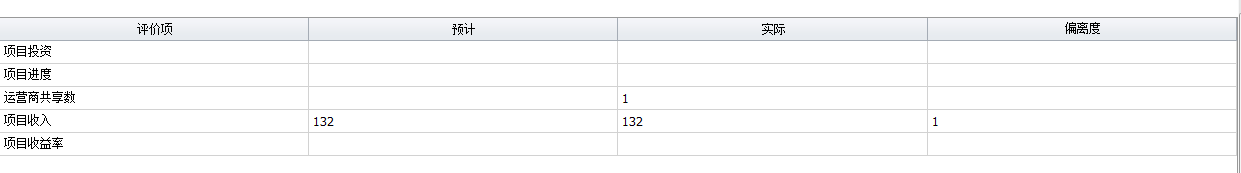 评价项 预计 实际 偏离度
项目投资
项目进度
运营商共享数 1
项目收入 132 132 1
项目收益率